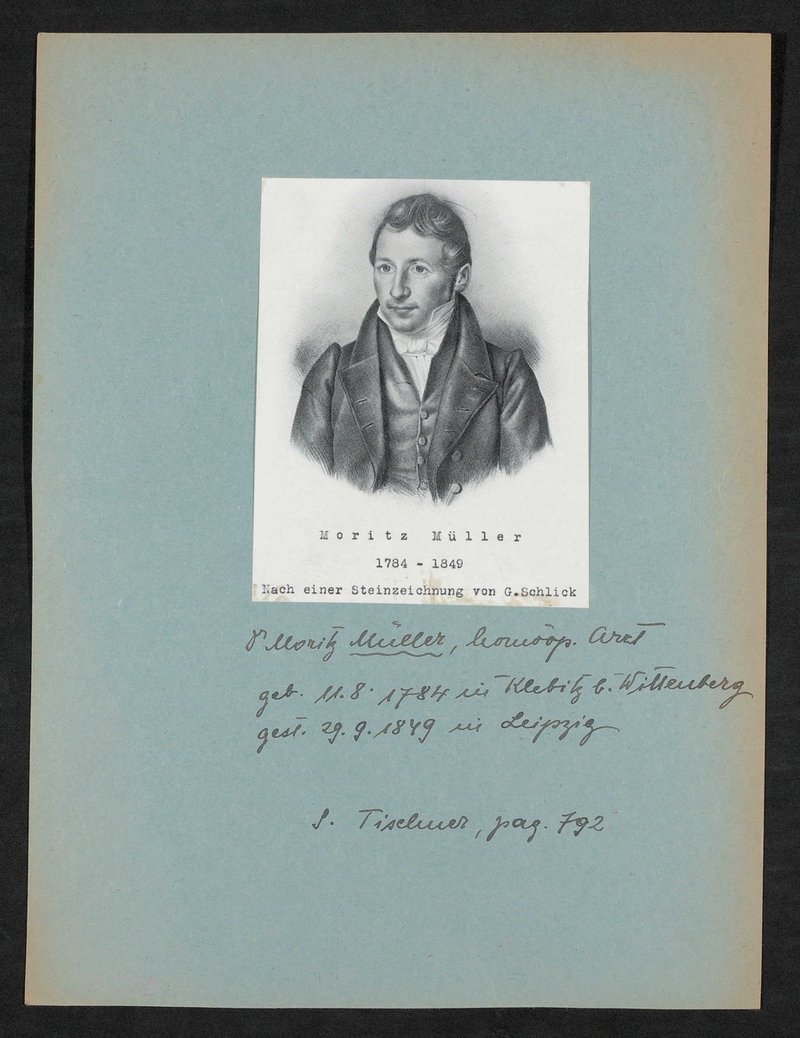 Moritz Müller
1784 - 1849
Nach einer Steinzeichnung von G.Schlick
Dr Moritz Müller, homöop. Arzt
geb. 11.8. 1784 in Klebitz b. Wittenberg
gest. 29.9.1849 in Leipzig
S. Tischner, pag. 792